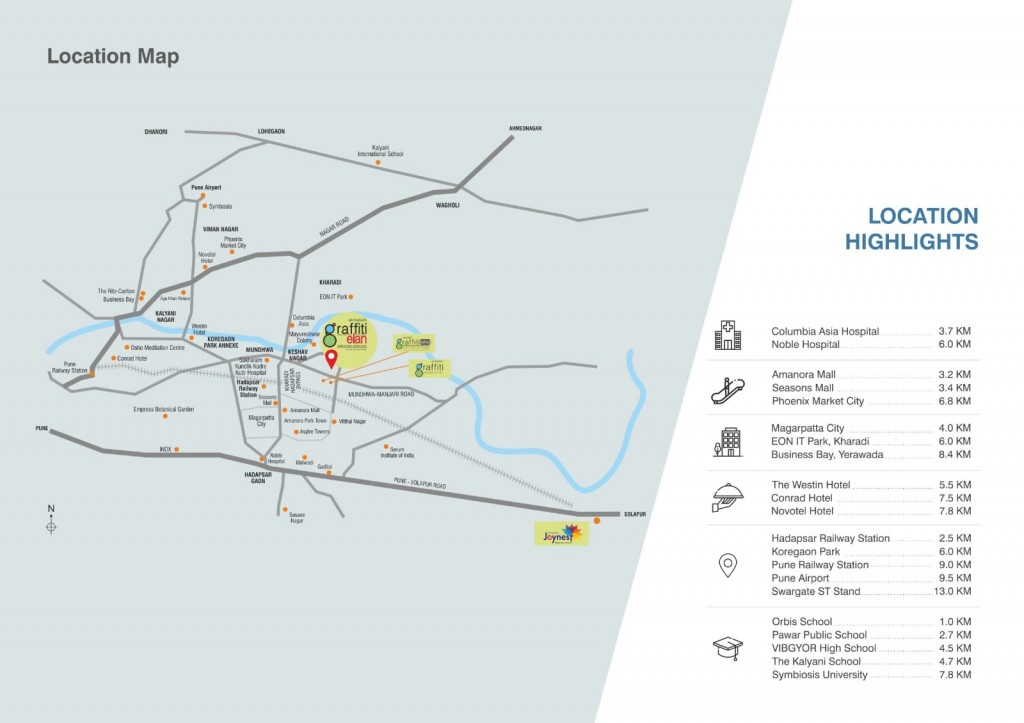 Location Map
DHANORI
LOHEGAON
AHMEDNAGAR
Kalyani
International School
Pune Airport
Symbiosis
WAGHOLI
NAGAR ROAD
VIMAN NAGAR
Phoenix
Market City
Novotel
Hotel
KHARADI
EON IT Park
The Ritz-Carlton
Business Bay
Aga Khan Palace
KALYANI
NAGAR
Westin
Hotel
KOREGAON
PARK ANNEXE
Columbia
Asia
Mayureshwar
Colony
graffiti
elan
graffiti
graffiti
Osho Meditation Centre
Conrad Hotel
MUNDHWA
KESHAV
NAGAR
Sakharam
Kundlik Kodre
Kutir Hospital
Pune
Railway Station
Hadapsar
Railway
Station
KHARADI
HADAPSAR
BYPASS
MUNDHWA-MANJARI ROAD
Seasons
Mall
Empress Botanical Garden
Amanora Mall
Magarpatta
City
Amanora Park Town
Vitthal Nagar
Aspire Towers
PUNE
INOX
Noble
Hospital
Malwadi
Gadital
Serum
Institute of India
HADAPSAR
GAON
PUNE - SOLAPUR ROAD
Sasane
Nagar
SOLAPUR
Joynest
N
LOCATION
HIGHLIGHTS
Columbia Asia Hospital 3.7 KM
Noble Hospital 6.0 KM
Amanora Mall 3.2 KM
Seasons Mall 3.4 KM
Phoenix Market City 6.8 KM
Magarpatta City 4.0 KM
EON IT Park, Kharadi 6.0 KM
Business Bay, Yerawada 8.4 KM
The Westin Hotel 5.5 KM
Conrad Hotel 7.5 KM
Novotel Hotel 7.8 KM
Hadapsar Railway Station 2.5 KM
Koregaon Park 6.0 KM
Pune Railway Station 9.0 KM
Pune Airport 9.5 KM
Swargate ST Stand 13.0 KM
Orbis School 1.0 KM
Pawar Public School 2.7 KM
VIBGYOR High School 4.5 KM
The Kalyani School 4.7 KM
Symbiosis University 7.8 KM